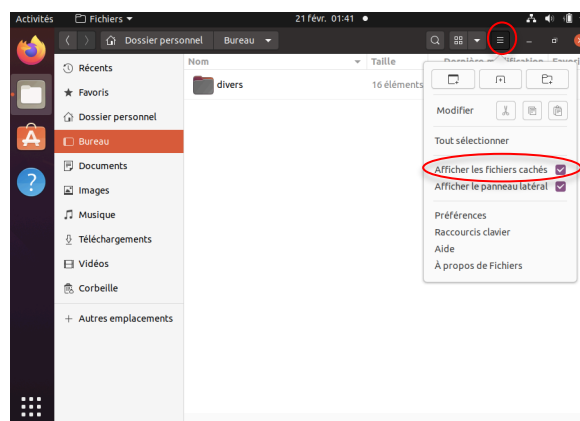 Activités Fichiers 21 févr. 01:41
Dossier personnel Bureau
Nom Taille
Récents
divers 16 éléments
Favoris
Dossier personnel
Bureau
Documents
Images
Musique
Téléchargements
Vidéos
Corbeille
+ Autres emplacements
Modifier
Tout sélectionner
Afficher les fichiers cachés
Afficher le panneau latéral
Préférences
Raccourcis clavier
Aide
À propos de Fichiers